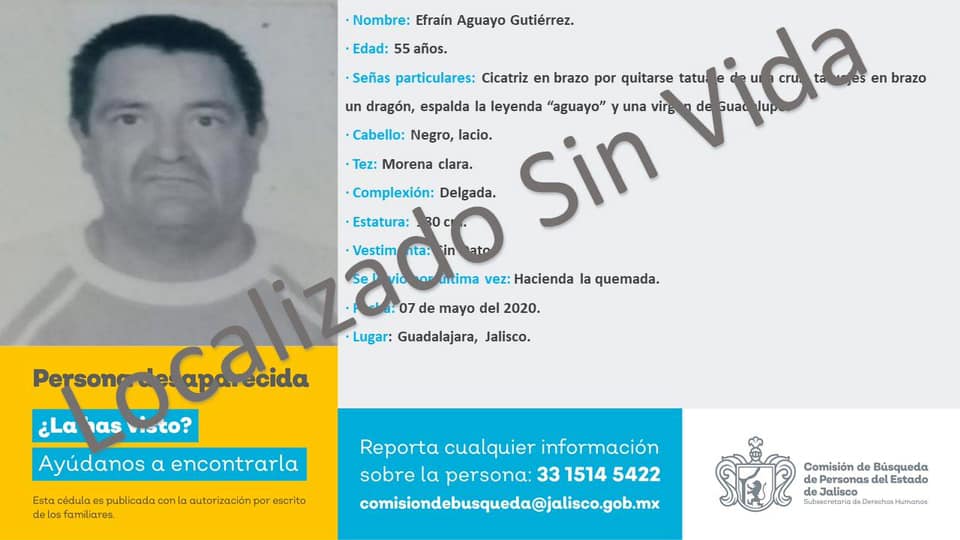 · Nombre: Efraín Aguayo Gutiérrez.
· Edad: 55 años.
· Señas particulares: Cicatriz en brazo por quitarse tatuaje de una cruz, tatuajes en brazo
un dragón, espalda la leyenda “aguayo” y una virgen de Guadalupe.
· Cabello: Negro, lacio.
· Tez: Morena clara.
· Complexión: Delgada.
· Estatura: cm.
· Vestimenta: Sin Dato.
· Se le vio por última vez: Hacienda la quemada.
· Fecha: 07 de mayo del 2020.
· Lugar: Guadalajara, Jalisco.
Localizado Sin Vida
Persona desaparecida
¿La has visto?
Ayúdanos a encontrarla
Esta cédula es publicada con la autorización por escrito
de los familiares.
Reporta cualquier información
sobre la persona: 33 1514 5422
comisiondebusqueda@jalisco.gob.mx
Comisión de Búsqueda
de Personas del Estado
de Jalisco
Subsecretaría de Derechos Humanos